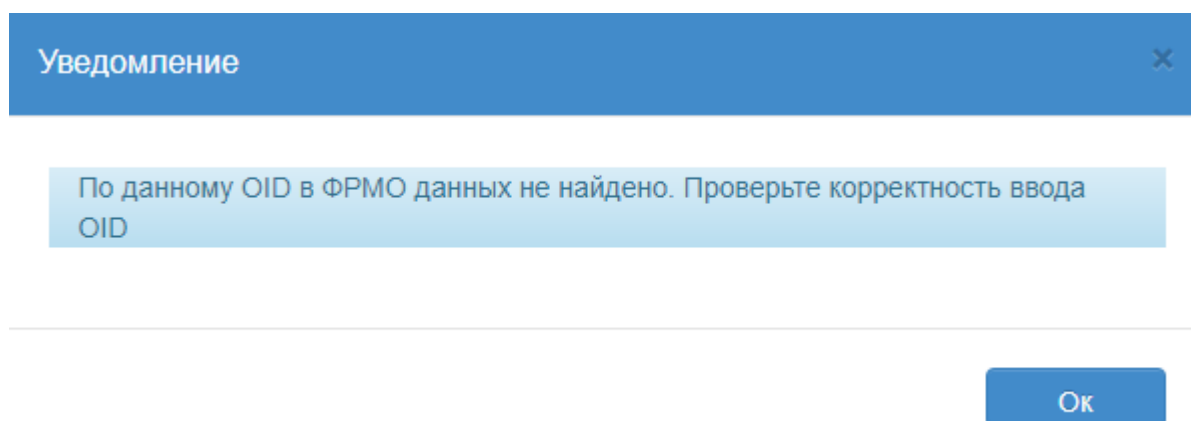 Уведомление
По данному OID в ФРМО данных не найдено. Проверьте корректность ввода
OID
Ок